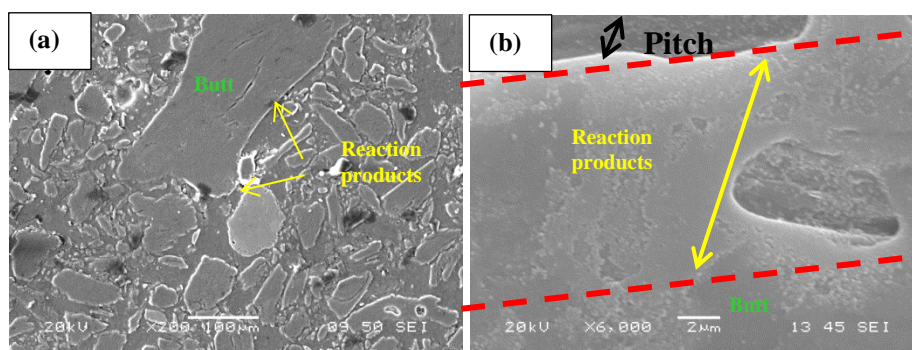 (a)
Butt
Reaction
products
20kV X200 100μm 09 50 SEI
(b)
Pitch
Reaction
products
Butt
20kV X6,000 2μm 13 45 SEI